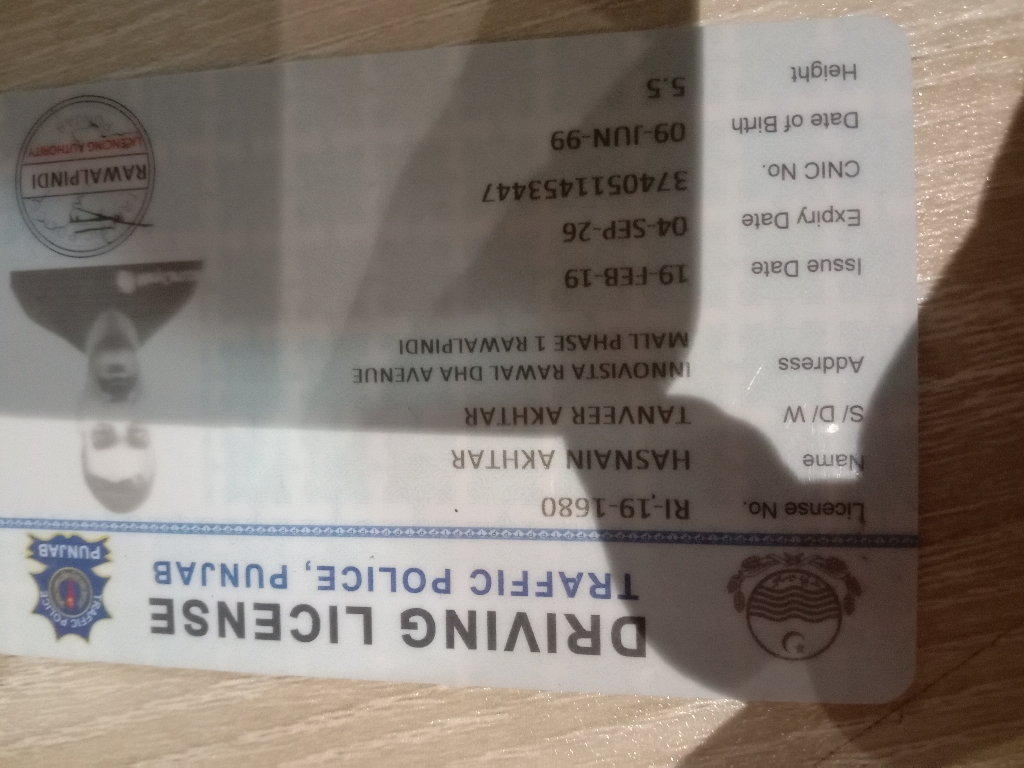 DRIVING LICENSE
TRAFFIC POLICE, PUNJAB
TRAFFIC POLICE
PUNJAB
License No. RI-19-1680
Name HASNAIN AKHTAR
S/ D/ W TANVEER AKHTAR
Address INNOVISTA RAWAL DHA AVENUE
MALL PHASE 1 RAWALPINDI
Issue Date 19-FEB-19
Expiry Date 04-SEP-26
CNIC No. 3740511453447
Date of Birth 09-JUN-99
Height 5.5
RAWALPINDI
LICENCING AUTHORITY